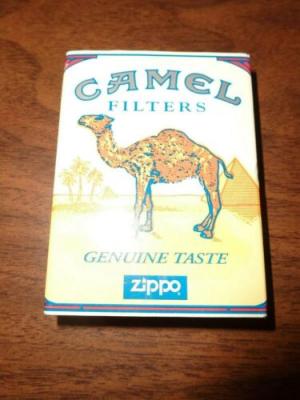 CAMEL
FILTERS
GENUINE TASTE
zippo